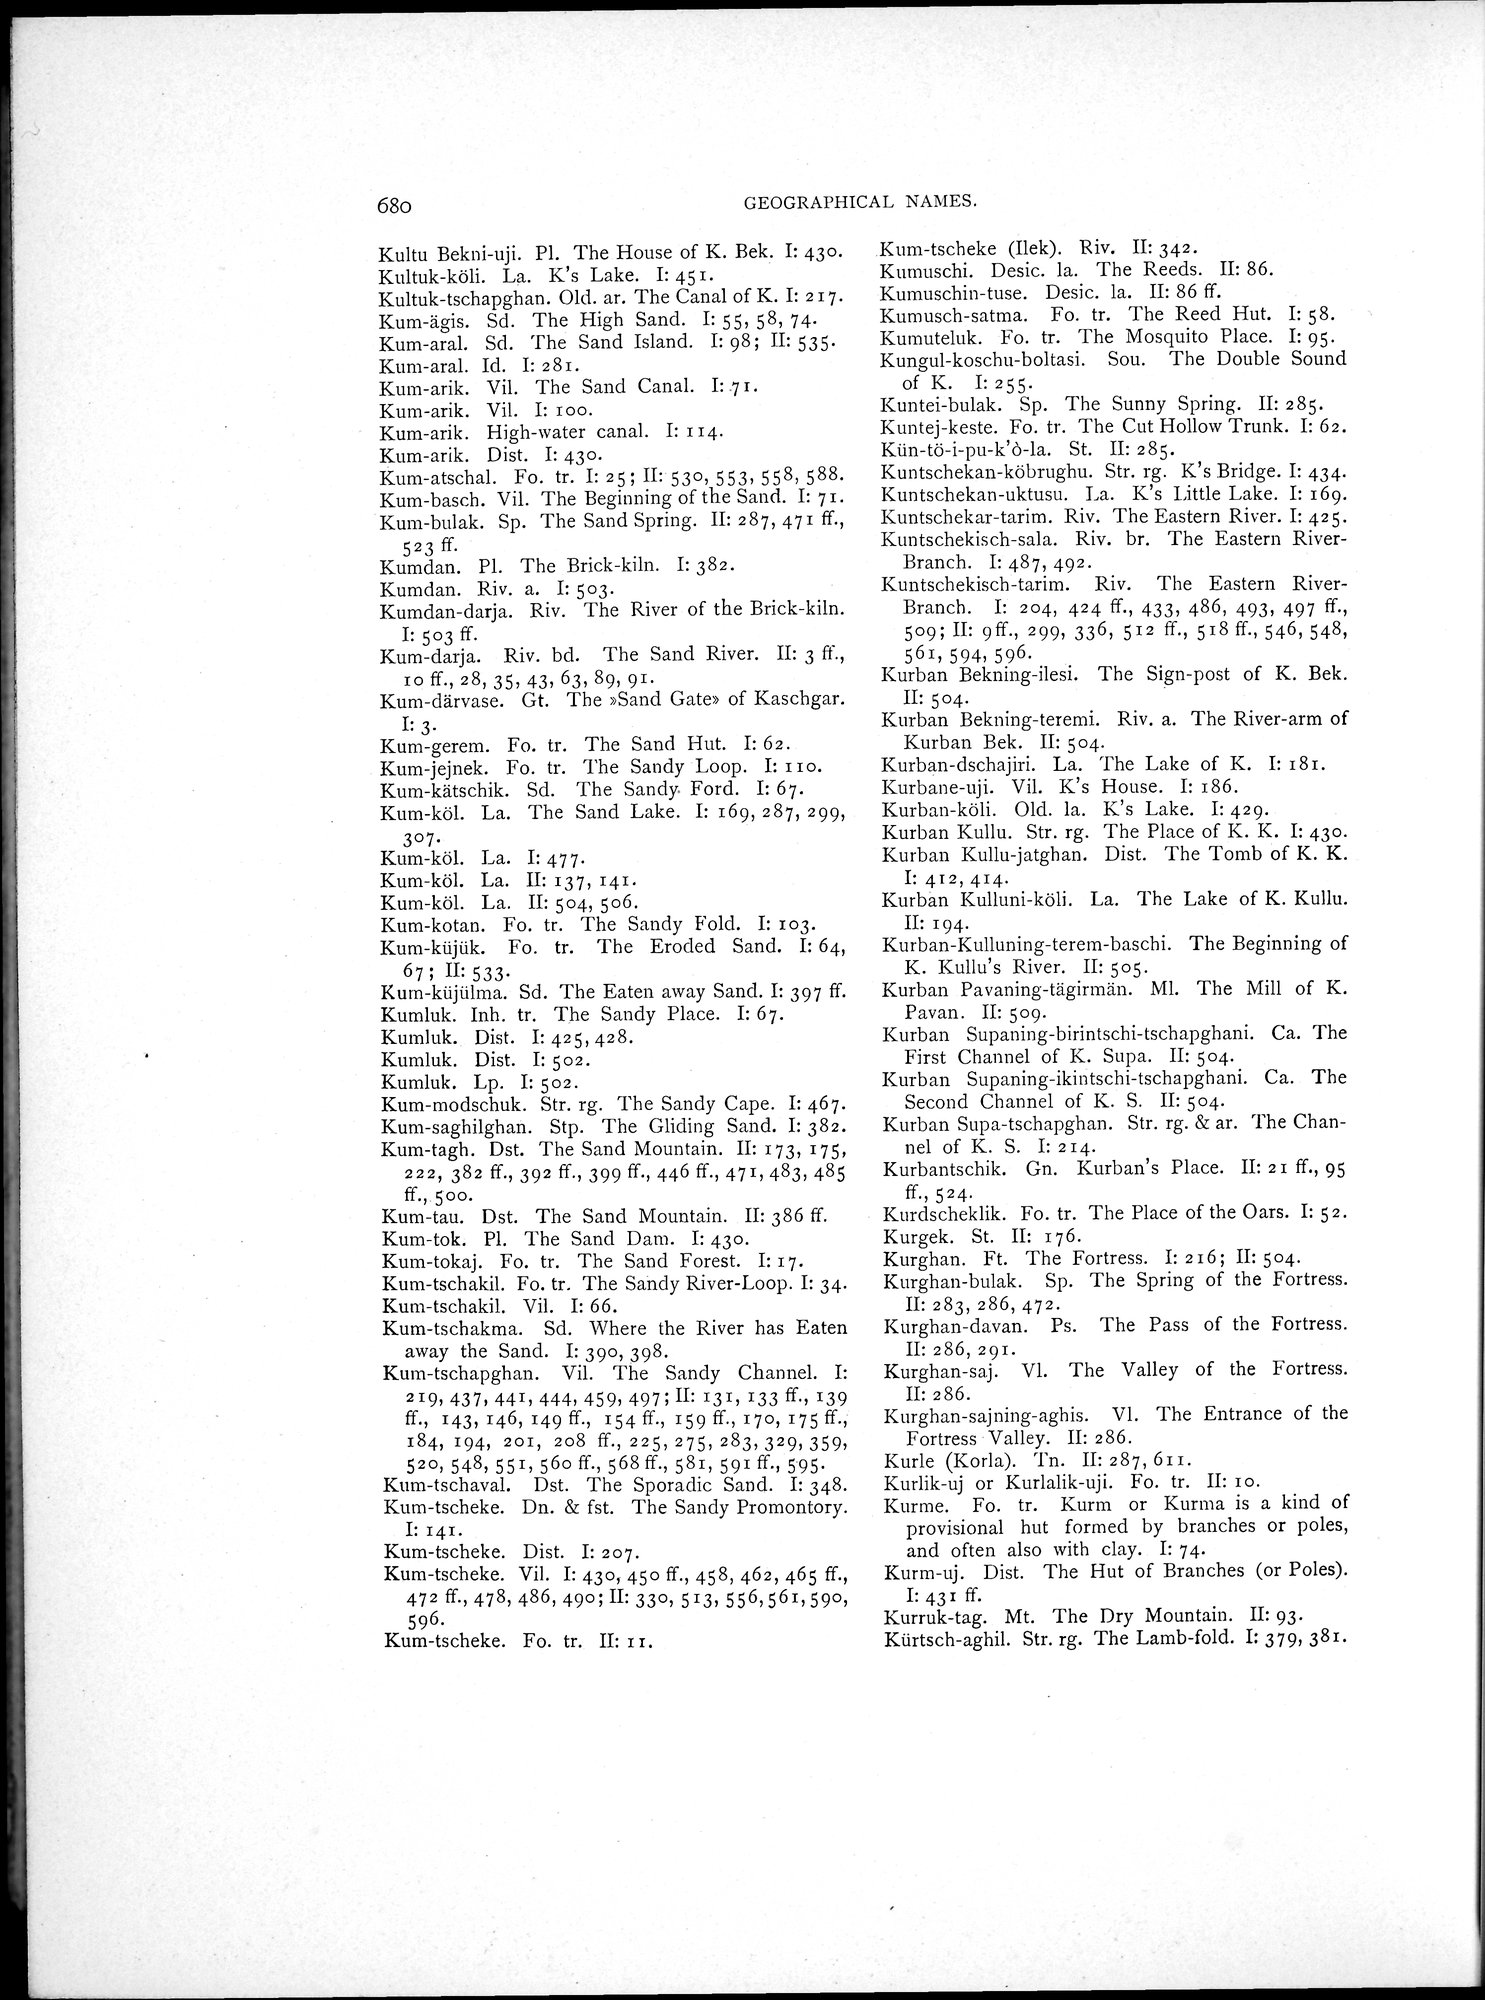 680
GEOGRAPHICAL NAMES.
Kultu Bekni-uji. Pl. The House of K. Bek. I: 430.
Kultuk-köli. La. K's Lake. I: 451.
Kultuk-tschapghan. Old. ar. The Canal of K. I: 217.
Kum-ägis. Sd. The High Sand. I: 55, 58, 74.
Kum-aral. Sd. The Sand Island. I: 98; II: 535.
Kum-aral. Id. I: 281.
Kum-arik. Vil. The Sand Canal. I: 71.
Kum-arik. Vil. I: 100.
Kum-arik. High-water canal. I: 114.
Kum-arik. Dist. I: 430.
Kum-atschal. Fo. tr. I: 25; II: 530, 553, 558, 588.
Kum-basch. Vil. The Beginning of the Sand. I: 71.
Kum-bulak. Sp. The Sand Spring. II: 287, 471 ff.,
523 ff.
Kumdan. Pl. The Brick-kiln. I: 382.
Kumdan. Riv. a. I: 503.
Kumdan-darja. Riv. The River of the Brick-kiln.
I: 503 ff.
Kum-darja. Riv. bd. The Sand River. II: 3 ff.,
10 ff., 28, 35, 43, 63, 89, 91.
Kum-därvase. Gt. The »Sand Gate» of Kaschgar.
I: 3.
Kum-gerem. Fo. tr. The Sand Hut. I: 62.
Kum-jejnek. Fo. tr. The Sandy Loop. I: 110.
Kum-kätschik. Sd. The Sandy Ford. I: 67.
Kum-köl. La. The Sand Lake. I: 169, 287, 299,
307.
Kum-köl. La. I: 477.
Kum-köl. La. II: 137, 141.
Kum-köl. La. II: 504, 506.
Kum-kotan. Fo. tr. The Sandy Fold. I: 103.
Kum-küjük. Fo. tr. The Eroded Sand. I: 64,
67; II: 533.
Kum-küjülma. Sd. The Eaten away Sand. I: 397 ff.
Kumluk. Inh. tr. The Sandy Place. I: 67.
Kumluk. Dist. I: 425, 428.
Kumluk. Dist. I: 502.
Kumluk. Lp. I: 502.
Kum-modschuk. Str. rg. The Sandy Cape. I: 467.
Kum-saghilghan. Stp. The Gliding Sand. I: 382.
Kum-tagh. Dst. The Sand Mountain. II: 173, 175,
222, 382 ff., 392 ff., 399 ff., 446 ff., 471, 483, 485
ff., 500.
Kum-tau. Dst. The Sand Mountain. II: 386 ff.
Kum-tok. Pl. The Sand Dam. I: 430.
Kum-tokaj. Fo. tr. The Sand Forest. I: 17.
Kum-tschakil. Fo. tr. The Sandy River-Loop. I: 34.
Kum-tschakil. Vil. I: 66.
Kum-tschakma. Sd. Where the River has Eaten
away the Sand. I: 390, 398.
Kum-tschapghan. Vil. The Sandy Channel. I:
219, 437, 441, 444, 459, 497; II: 131, 133 ff., 139
ff., 143, 146, 149 ff., 154 ff., 159 ff., 170, 175 ff.,
184, 194, 201, 208 ff., 225, 275, 283, 329, 359,
520, 548, 551, 560 ff., 568 ff., 581, 591 ff., 595.
Kum-tschaval. Dst. The Sporadic Sand. I: 348.
Kum-tscheke. Dn. & fst. The Sandy Promontory.
I: 141.
Kum-tscheke. Dist. I: 207.
Kum-tscheke. Vil. I: 430, 450 ff., 458, 462, 465 ff.,
472 ff., 478, 486, 490; II: 330, 513, 556, 561, 590,
596.
Kum-tscheke. Fo. tr. II: 11.
Kum-tscheke (Ilek). Riv. II: 342.
Kumuschi. Desic. la. The Reeds. II: 86.
Kumuschin-tuse. Desic. la. II: 86 ff.
Kumusch-satma. Fo. tr. The Reed Hut. I: 58.
Kumuteluk. Fo. tr. The Mosquito Place. I: 95.
Kungul-koschu-boltasi. Sou. The Double Sound
of K. I: 255.
Kuntei-bulak. Sp. The Sunny Spring. II: 285.
Kuntej-keste. Fo. tr. The Cut Hollow Trunk. I: 62.
Kün-tö-i-pu-k'ò-la. St. II: 285.
Kuntschekan-köbrughu. Str. rg. K's Bridge. I: 434.
Kuntschekan-uktusu. La. K's Little Lake. I: 169.
Kuntschekar-tarim. Riv. The Eastern River. I: 425.
Kuntschekisch-sala. Riv. br. The Eastern River-
Branch. I: 487, 492.
Kuntschekisch-tarim. Riv. The Eastern River-
Branch. I: 204, 424 ff., 433, 486, 493, 497 ff.,
509; II: 9 ff., 299, 336, 512 ff., 518 ff., 546, 548,
561, 594, 596.
Kurban Bekning-ilesi. The Sign-post of K. Bek.
II: 504.
Kurban Bekning-teremi. Riv. a. The River-arm of
Kurban Bek. II: 504.
Kurban-dschajiri. La. The Lake of K. I: 181.
Kurbane-uji. Vil. K's House. I: 186.
Kurban-köli. Old. la. K's Lake. I: 429.
Kurban Kullu. Str. rg. The Place of K. K. I: 430.
Kurban Kullu-jatghan. Dist. The Tomb of K. K.
I: 412, 414.
Kurban Kulluni-köli. La. The Lake of K. Kullu.
II: 194.
Kurban-Kulluning-terem-baschi. The Beginning of
K. Kullu's River. II: 505.
Kurban Pavaning-tägirmän. Ml. The Mill of K.
Pavan. II: 509.
Kurban Supaning-birintschi-tschapghani. Ca. The
First Channel of K. Supa. II: 504.
Kurban Supaning-ikintschi-tschapghani. Ca. The
Second Channel of K. S. II: 504.
Kurban Supa-tschapghan. Str. rg. & ar. The Chan-
nel of K. S. I: 214.
Kurbantschik. Gn. Kurban's Place. II: 21 ff., 95
ff., 524.
Kurdscheklik. Fo. tr. The Place of the Oars. I: 52.
Kurgek. St. II: 176.
Kurghan. Ft. The Fortress. I: 216; II: 504.
Kurghan-bulak. Sp. The Spring of the Fortress.
II: 283, 286, 472.
Kurghan-davan. Ps. The Pass of the Fortress.
II: 286, 291.
Kurghan-saj. Vl. The Valley of the Fortress.
II: 286.
Kurghan-sajning-aghis. Vl. The Entrance of the
Fortress Valley. II: 286.
Kurle (Korla). Tn. II: 287, 611.
Kurlik-uj or Kurlalik-uji. Fo. tr. II: 10.
Kurme. Fo. tr. Kurm or Kurma is a kind of
provisional hut formed by branches or poles,
and often also with clay. I: 74.
Kurm-uj. Dist. The Hut of Branches (or Poles).
I: 431 ff.
Kurruk-tag. Mt. The Dry Mountain. II: 93.
Kürtsch-aghil. Str. rg. The Lamb-fold. I: 379, 381.